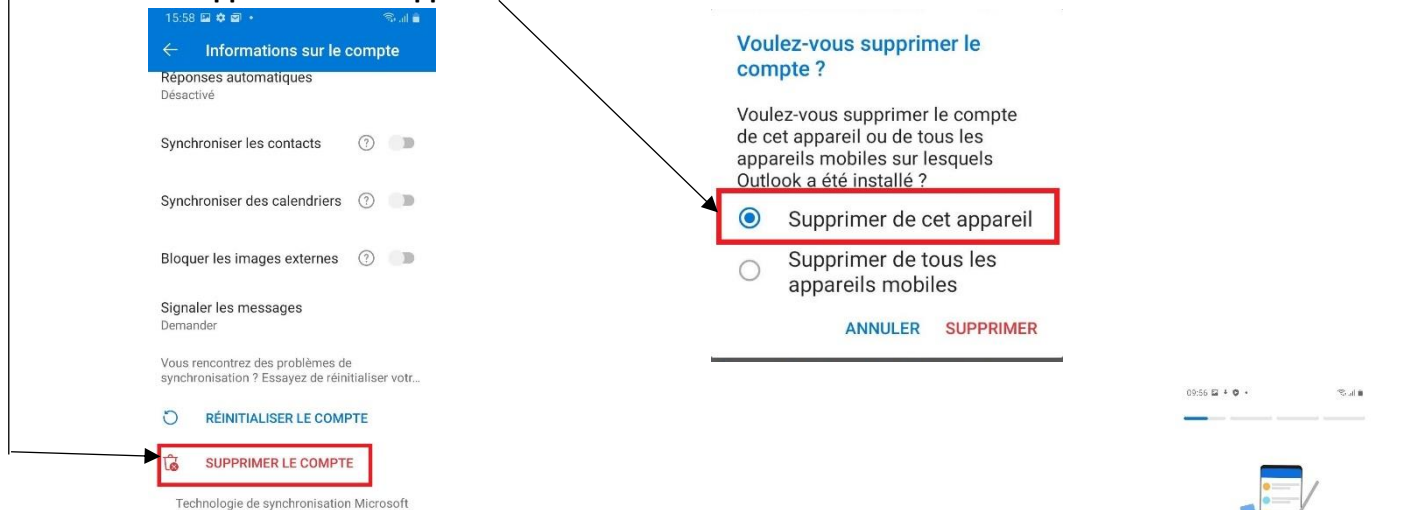 15:58
Informations sur le compte
Réponses automatiques
Désactivé
Synchroniser les contacts
Synchroniser des calendriers
Bloquer les images externes
Signaler les messages
Demander
Vous rencontrez des problèmes de
synchronisation ? Essayez de réinitialiser votr...
RÉINITIALISER LE COMPTE
SUPPRIMER LE COMPTE
Technologie de synchronisation Microsoft
Voulez-vous supprimer le
compte ?
Voulez-vous supprimer le compte
de cet appareil ou de tous les
appareils mobiles sur lesquels
Outlook a été installé ?
Supprimer de cet appareil
Supprimer de tous les
appareils mobiles
ANNULER SUPPRIMER
09:56